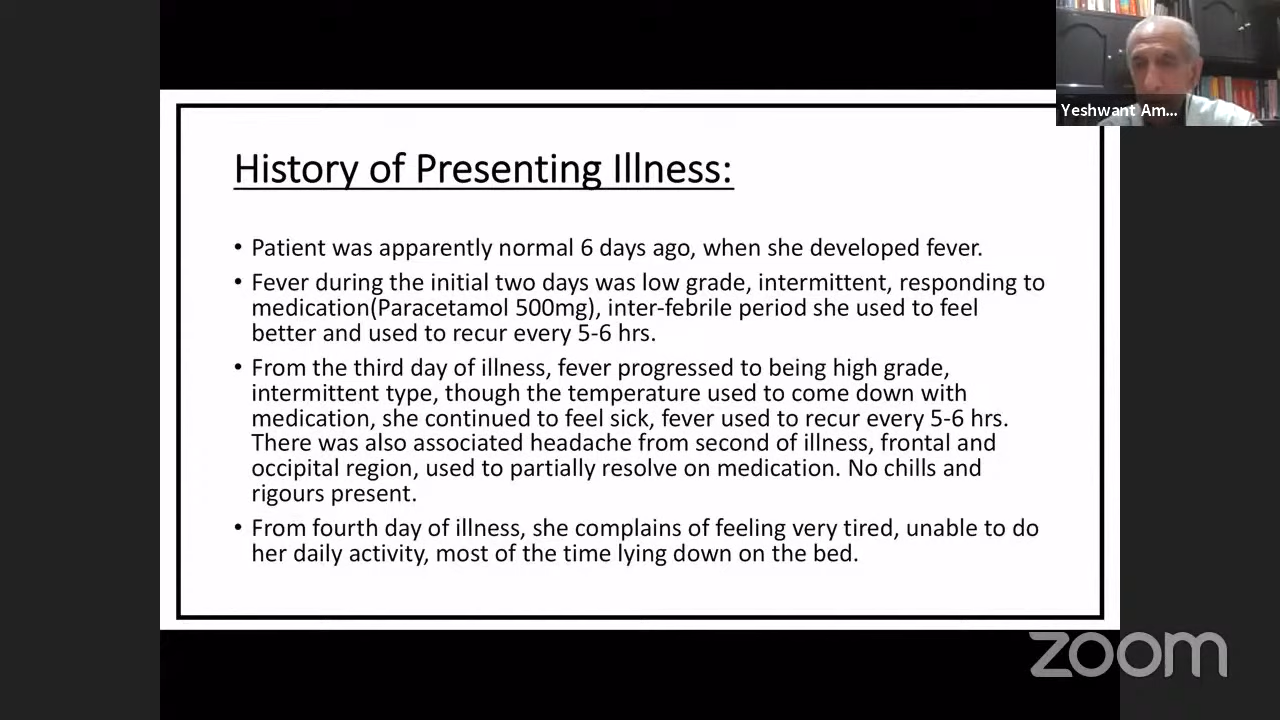 Yeshwant Am...
History of Presenting Illness:
• Patient was apparently normal 6 days ago, when she developed fever.
• Fever during the initial two days was low grade, intermittent, responding to
medication(Paracetamol 500mg), inter-febrile period she used to feel
better and used to recur every 5-6 hrs.
• From the third day of illness, fever progressed to being high grade,
intermittent type, though the temperature used to come down with
medication, she continued to feel sick, fever used to recur every 5-6 hrs.
There was also associated headache from second of illness, frontal and
occipital region, used to partially resolve on medication. No chills and
rigours present.
• From fourth day of illness, she complains of feeling very tired, unable to do
her daily activity, most of the time lying down on the bed.
zoom